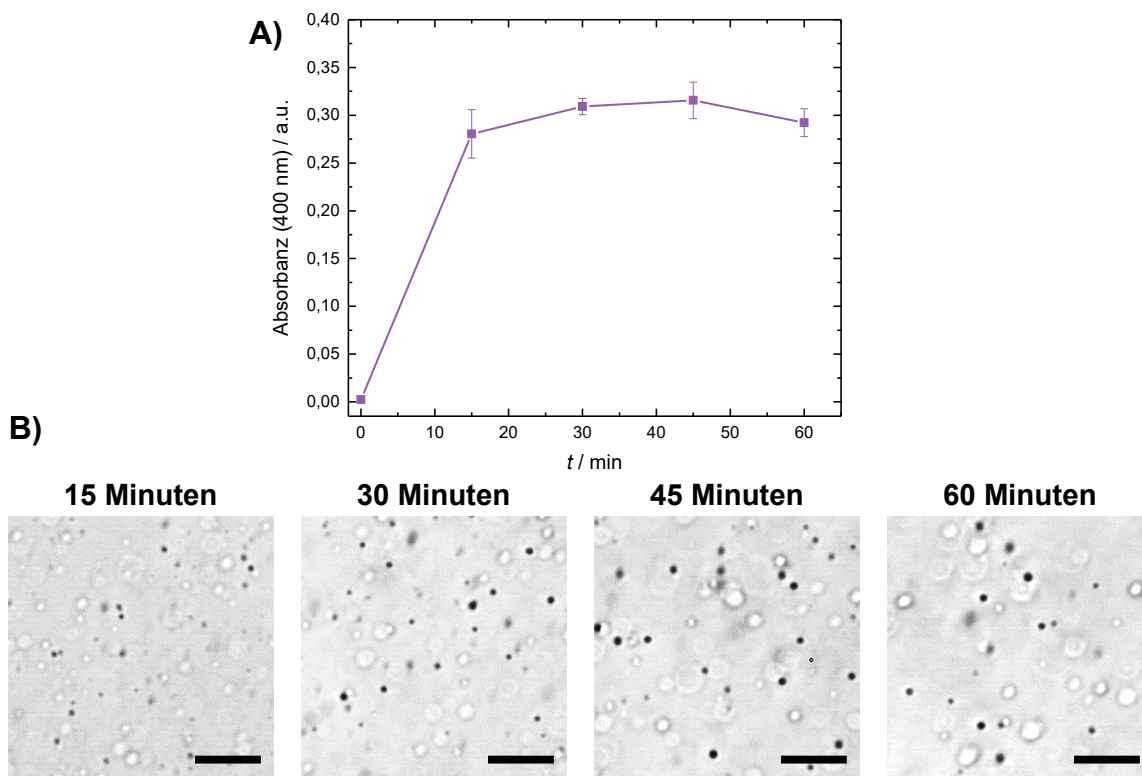 A)
0,40
0,35
0,30
0,25
0,20
0,15
0,10
0,05
0,00
Absorbanz (400 nm) / a.u.
0 10 20 30 40 50 60
t / min
B)
15 Minuten 30 Minuten 45 Minuten 60 Minuten